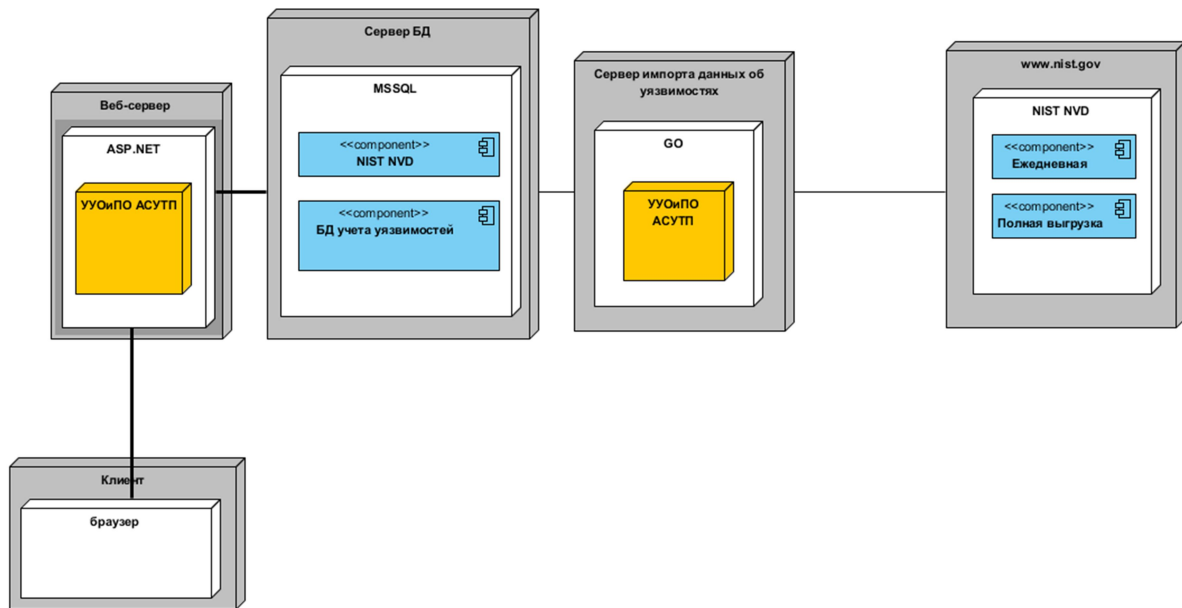 Веб-сервер
ASP.NET
УУОиПО АСУТП
Сервер БД
MSSQL
<<component>>
NIST NVD
<<component>>
БД учета уязвимостей
Сервер импорта данных об
уязвимостях
GO
УУОиПО
АСУТП
www.nist.gov
NIST NVD
<<component>>
Ежедневная
<<component>>
Полная выгрузка
Клиент
браузер